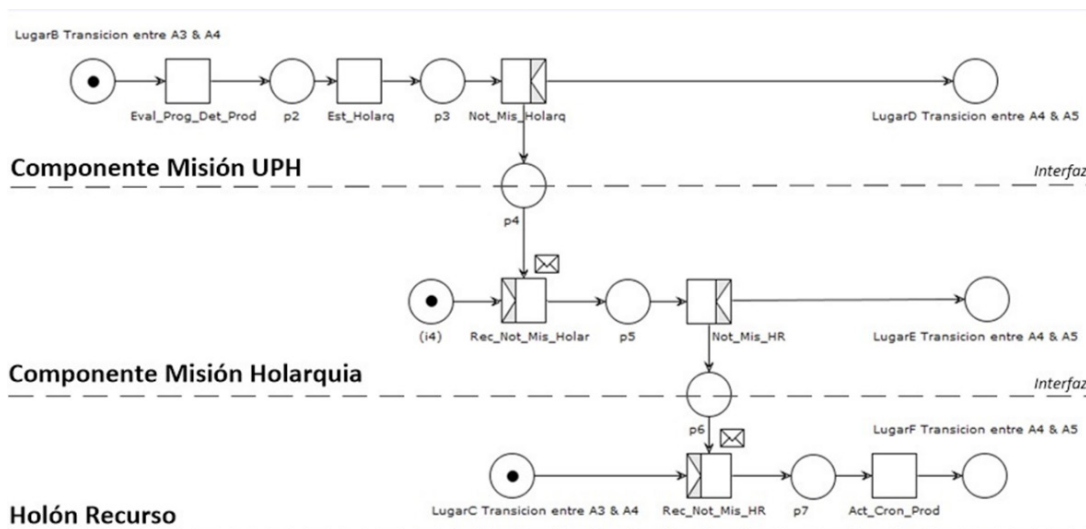 LugarB Transicion entre A3 & A4
Eval_Prog_Det_Prod
p2
Est_Holarq
p3
Not_Mis_Holarq
LugarD Transicion entre A4 & A5
Componente Misión UPH
Interfaz
p4
(i4)
Rec_Not_Mis_Holar
p5
Not_Mis_HR
LugarE Transicion entre A4 & A5
Componente Misión Holarquia
Interfaz
p6
LugarF Transicion entre A4 & A5
LugarC Transicion entre A3 & A4
Rec_Not_Mis_HR
p7
Act_Cron_Prod
Holón Recurso